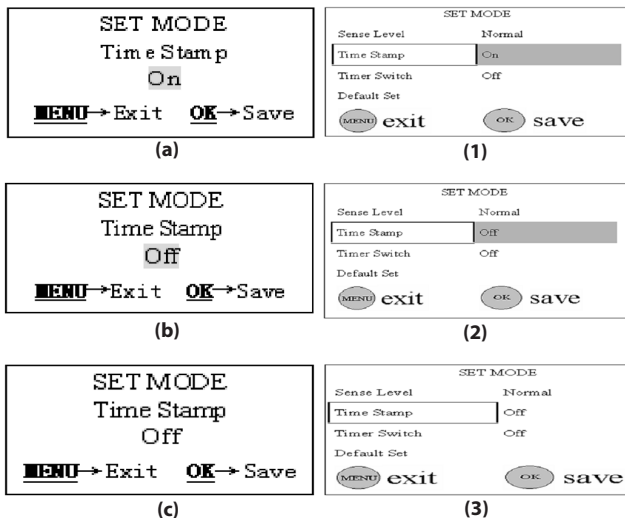 SET MODE
Time Stamp
On
MENU→Exit OK→Save
(a)
SET MODE
Sense Level Normal
Time Stamp On
Timer Switch Off
Default Set
MENU exit OK save
(1)
SET MODE
Time Stamp
Off
MENU→Exit OK→Save
(b)
SET MODE
Sense Level Normal
Time Stamp Off
Timer Switch Off
Default Set
MENU exit OK save
(2)
SET MODE
Time Stamp
Off
MENU→Exit OK→Save
(c)
SET MODE
Sense Level Normal
Time Stamp Off
Timer Switch Off
Default Set
MENU exit OK save
(3)